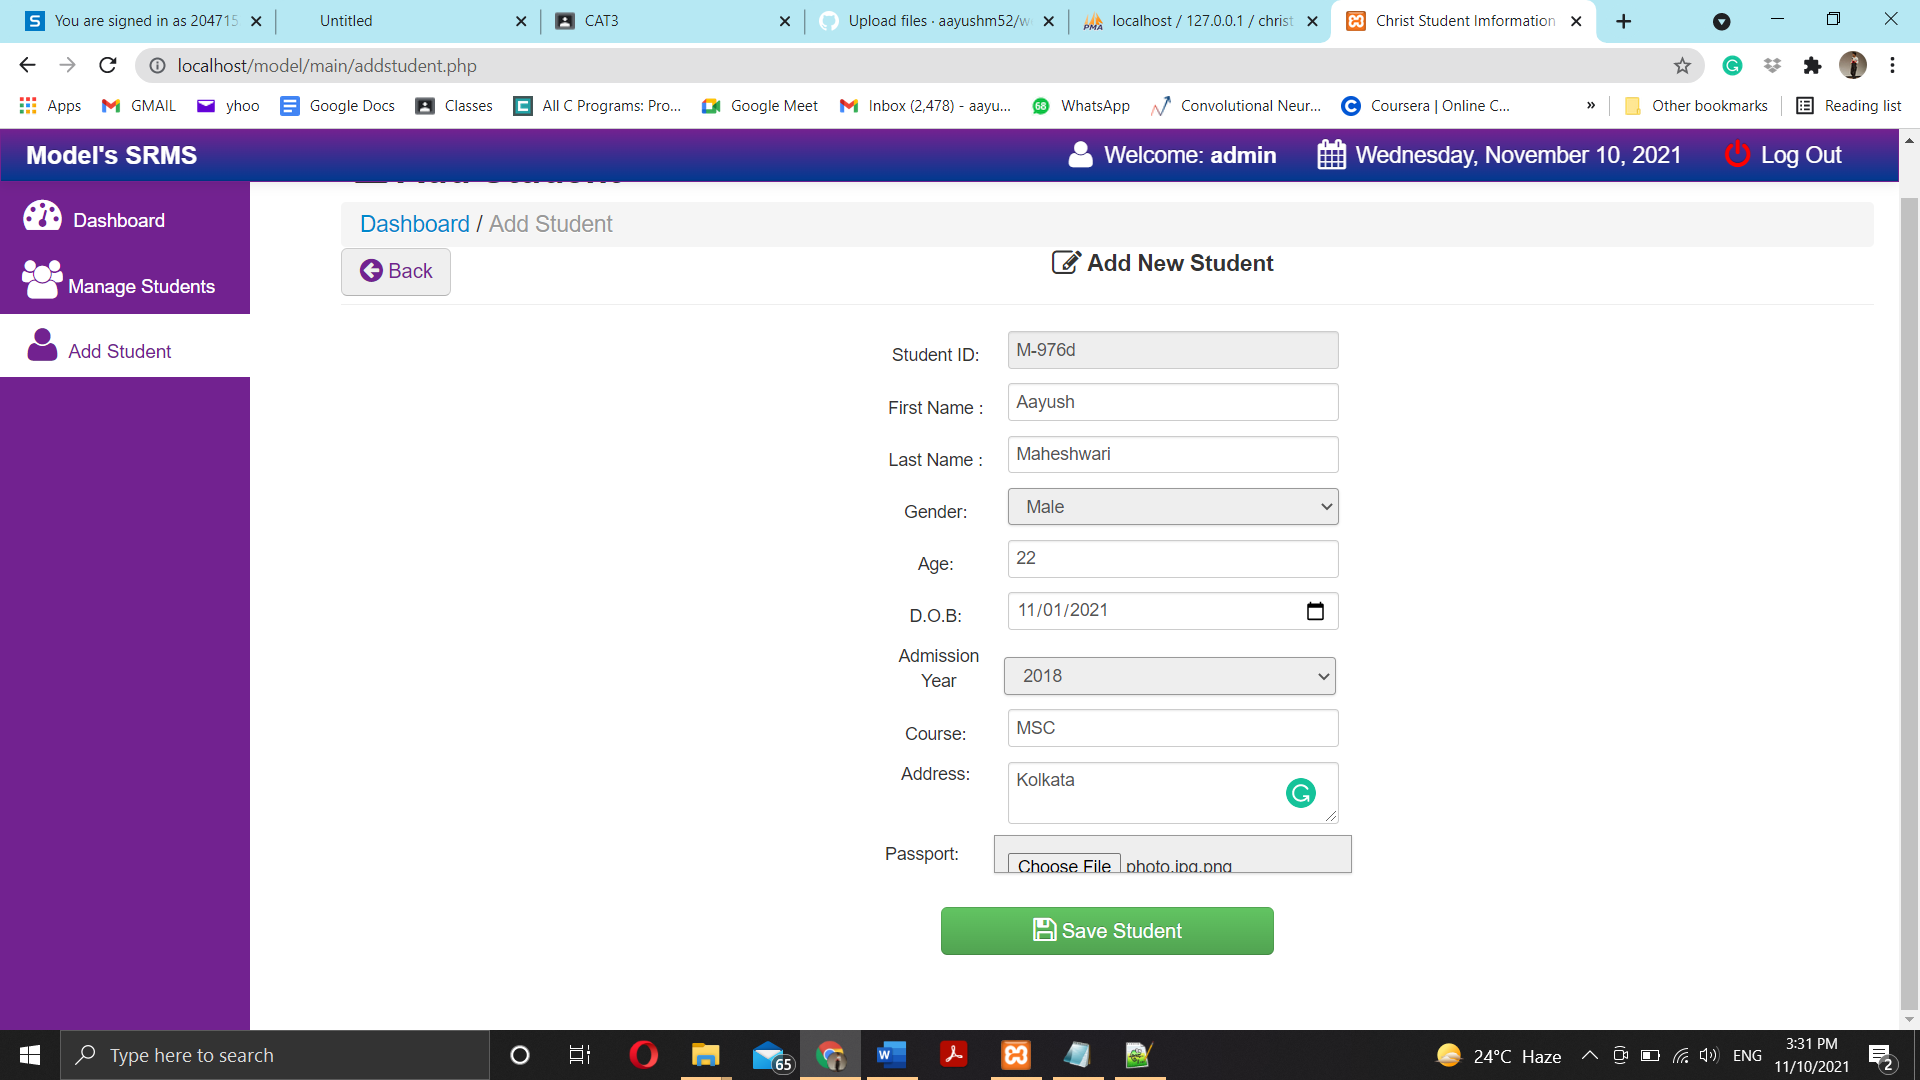 You are signed in as 204715
Untitled
CAT3
Upload files · aayushm52/w
localhost / 127.0.0.1 / christ
Christ Student Imformation
localhost/model/main/addstudent.php
Apps
GMAIL
yhoo
Google Docs
Classes
All C Programs: Pro...
Google Meet
Inbox (2,478) - aayu...
WhatsApp
Convolutional Neur...
Coursera | Online C...
»
Other bookmarks
Reading list
Model's SRMS
Welcome: admin
Wednesday, November 10, 2021
Log Out
Dashboard
Manage Students
Add Student
Dashboard / Add Student
Back
Add New Student
Student ID: M-976d
First Name : Aayush
Last Name : Maheshwari
Gender: Male
Age: 22
D.O.B: 11/01/2021
Admission
Year
2018
Course: MSC
Address: Kolkata
Passport: Choose File photo.jpg.png
Save Student
Type here to search
65
24°C Haze
ENG
3:31 PM
11/10/2021
2